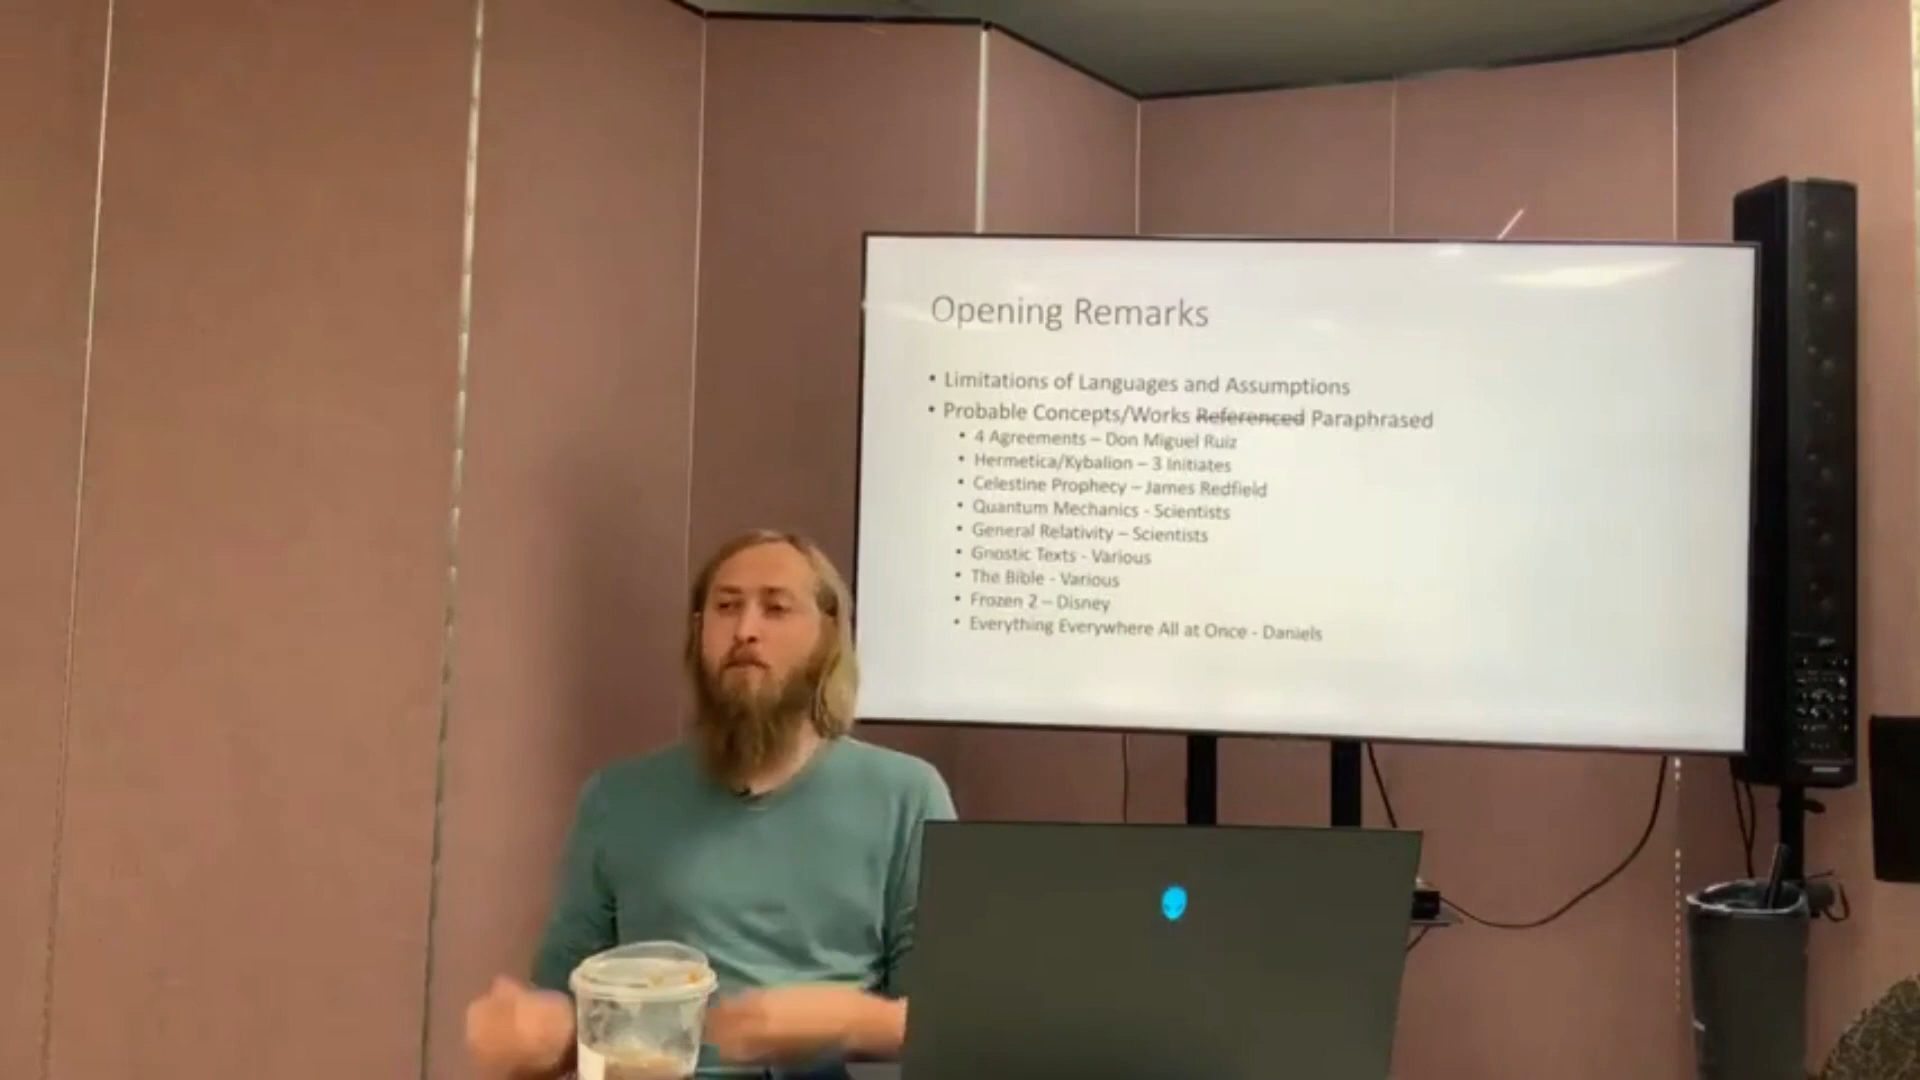 Opening Remarks
• Limitations of Languages and Assumptions
• Probable Concepts/Works Referenced Paraphrased
• 4 Agreements – Don Miguel Ruiz
• Hermetica/Kybalion – 3 Initiates
• Celestine Prophecy – James Redfield
• Quantum Mechanics - Scientists
• General Relativity – Scientists
• Gnostic Texts - Various
• The Bible - Various
• Frozen 2 – Disney
• Everything Everywhere All at Once - Daniels